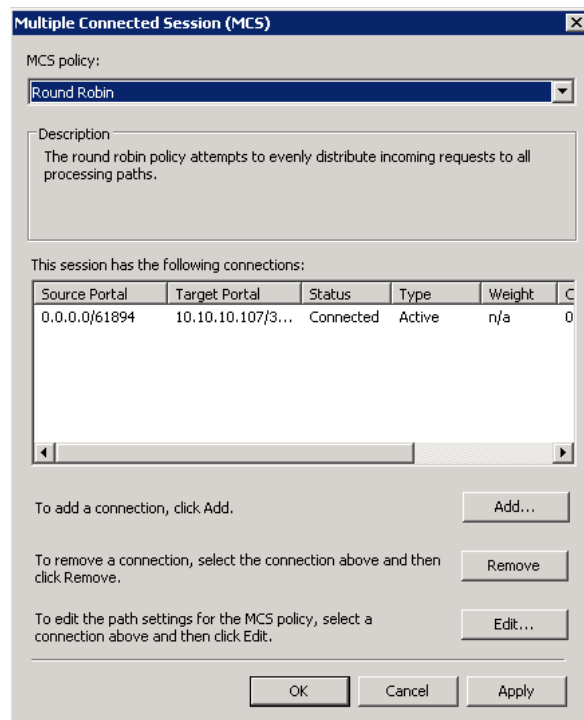 Multiple Connected Session (MCS)
MCS policy:
Round Robin
Description
The round robin policy attempts to evenly distribute incoming requests to all
processing paths.
This session has the following connections:
Source Portal Target Portal Status Type Weight C
0.0.0.0/61894 10.10.10.107/3... Connected Active n/a 0
To add a connection, click Add.
Add...
To remove a connection, select the connection above and then
click Remove.
Remove
To edit the path settings for the MCS policy, select a
connection above and then click Edit.
Edit...
OK Cancel Apply